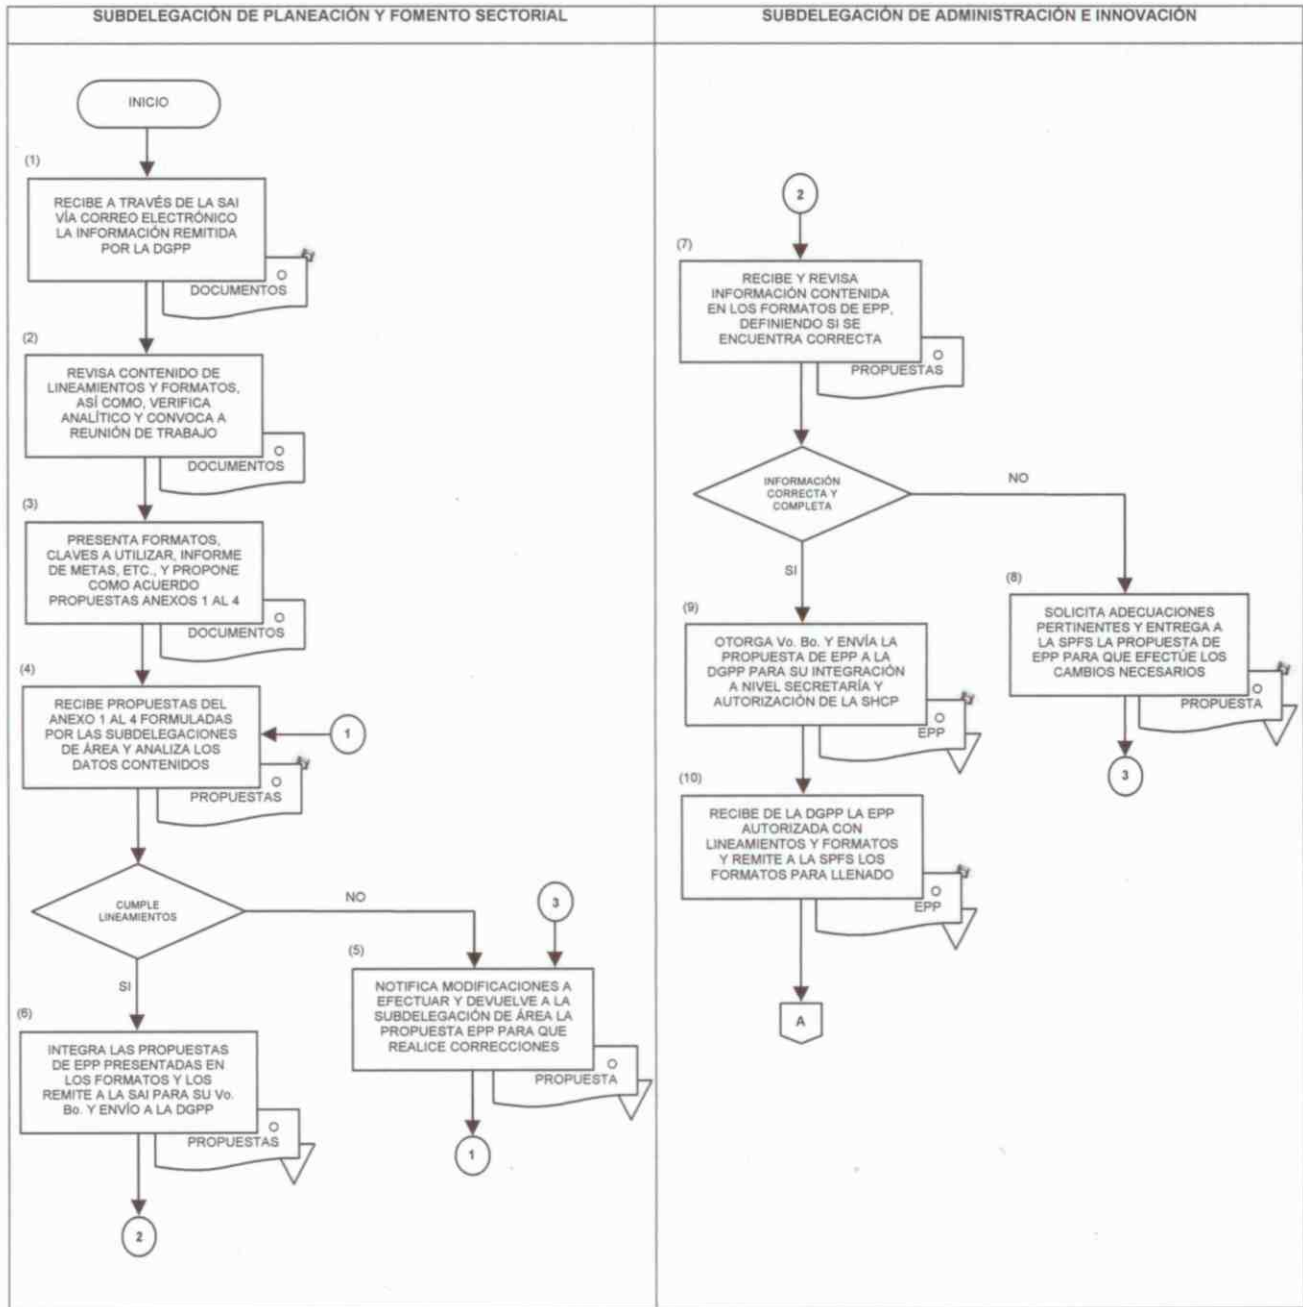 SUBDELEGACIÓN DE PLANEACIÓN Y FOMENTO SECTORIAL
INICIO
(1)
RECIBE A TRAVÉS DE LA SAI
VÍA CORREO ELECTRÓNICO
LA INFORMACIÓN REMITIDA
POR LA DGPP
O
DOCUMENTOS
(2)
REVISA CONTENIDO DE
LINEAMIENTOS Y FORMATOS,
ASÍ COMO, VERIFICA
ANALÍTICO Y CONVOCA A
REUNIÓN DE TRABAJO
O
DOCUMENTOS
(3)
PRESENTA FORMATOS,
CLAVES A UTILIZAR, INFORME
DE METAS, ETC., Y PROPONE
COMO ACUERDO
PROPUESTAS ANEXOS 1 AL 4
O
DOCUMENTOS
(4)
RECIBE PROPUESTAS DEL
ANEXO 1 AL 4 FORMULADAS
POR LAS SUBDELEGACIONES
DE ÁREA Y ANALIZA LOS
DATOS CONTENIDOS
1
O
PROPUESTAS
CUMPLE
LINEAMIENTOS
NO
3
SI
(5)
NOTIFICA MODIFICACIONES A
EFECTUAR Y DEVUELVE A LA
SUBDELEGACIÓN DE ÁREA LA
PROPUESTA EPP PARA QUE
REALICE CORRECCIONES
O
PROPUESTA
1
(6)
INTEGRA LAS PROPUESTAS
DE EPP PRESENTADAS EN
LOS FORMATOS Y LOS
REMITE A LA SAI PARA SU Vo.
Bo. Y ENVÍO A LA DGPP
O
PROPUESTAS
2
SUBDELEGACIÓN DE ADMINISTRACIÓN E INNOVACIÓN
2
(7)
RECIBE Y REVISA
INFORMACIÓN CONTENIDA
EN LOS FORMATOS DE EPP,
DEFINIENDO SI SE
ENCUENTRA CORRECTA
O
PROPUESTAS
INFORMACIÓN
CORRECTA Y
COMPLETA
NO
SI
(8)
SOLICITA ADECUACIONES
PERTINENTES Y ENTREGA A
LA SPFS LA PROPUESTA DE
EPP PARA QUE EFECTÚE LOS
CAMBIOS NECESARIOS
O
PROPUESTA
3
(9)
OTORGA Vo. Bo. Y ENVÍA LA
PROPUESTA DE EPP A LA
DGPP PARA SU INTEGRACIÓN
A NIVEL SECRETARÍA Y
AUTORIZACIÓN DE LA SHCP
O
EPP
(10)
RECIBE DE LA DGPP LA EPP
AUTORIZADA CON
LINEAMIENTOS Y FORMATOS
Y REMITE A LA SPFS LOS
FORMATOS PARA LLENADO
O
EPP
A